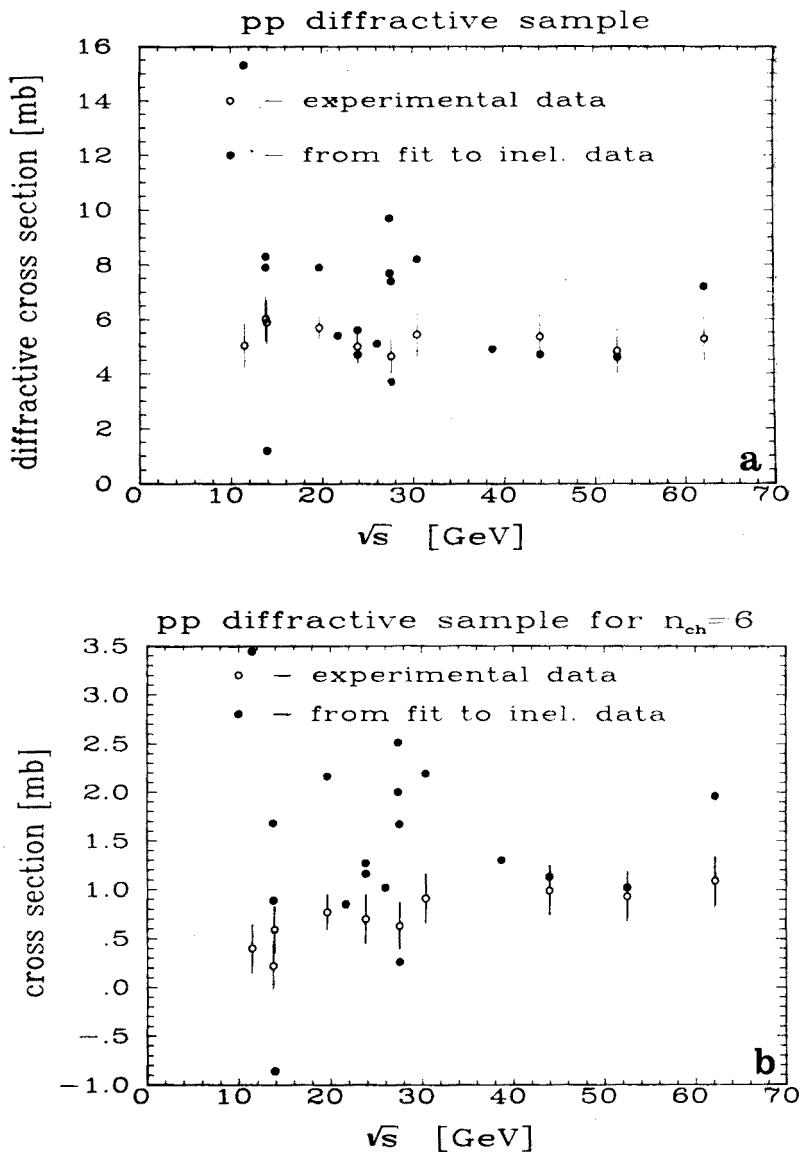 pp diffractive sample
16
14
12
10
8
6
4
2
0
diffractive cross section [mb]
○ – experimental data
● – from fit to inel. data
a
0 10 20 30 40 50 60 70
√s [GeV]
pp diffractive sample for n_ch=6
3.5
3.0
2.5
2.0
1.5
1.0
.5
.0
−.5
−1.0
cross section [mb]
○ – experimental data
● – from fit to inel. data
b
0 10 20 30 40 50 60 70
√s [GeV]